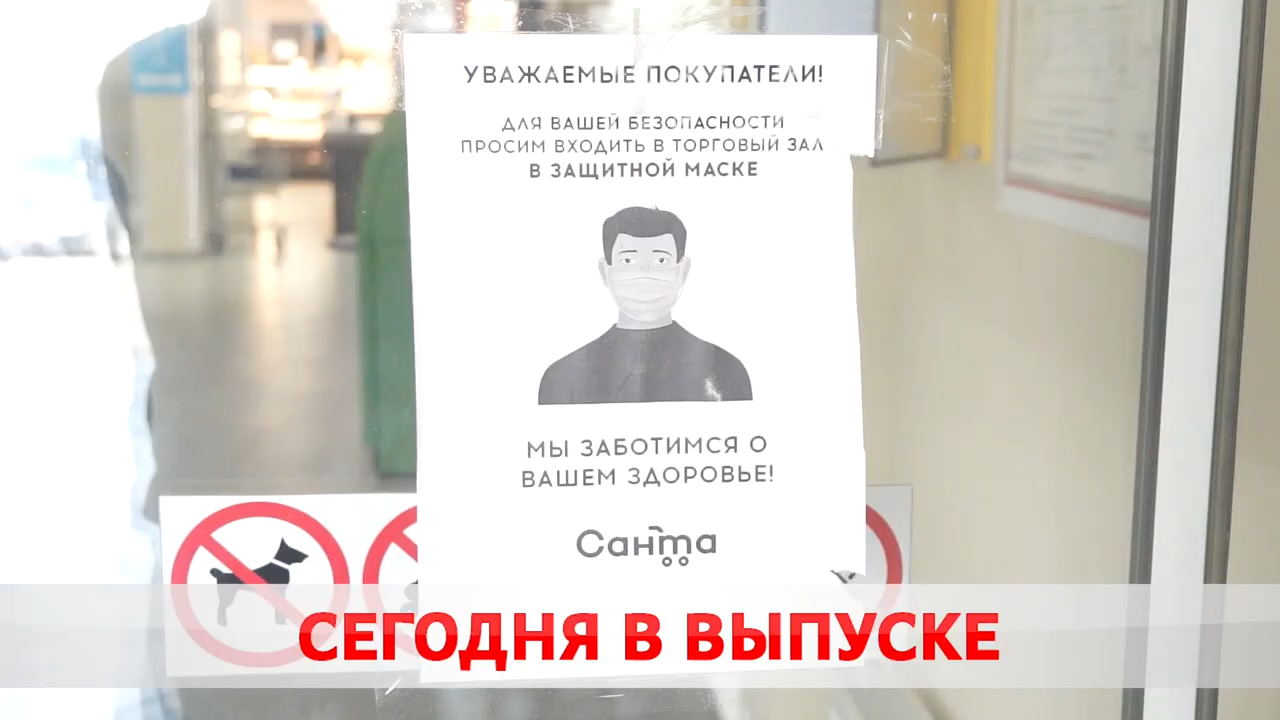 УВАЖАЕМЫЕ ПОКУПАТЕЛИ!
ДЛЯ ВАШЕЙ БЕЗОПАСНОСТИ
ПРОСИМ ВХОДИТЬ В ТОРГОВЫЙ ЗАЛ
В ЗАЩИТНОЙ МАСКЕ
МЫ ЗАБОТИМСЯ О
ВАШЕМ ЗДОРОВЬЕ!
Санта
СЕГОДНЯ В ВЫПУСКЕ